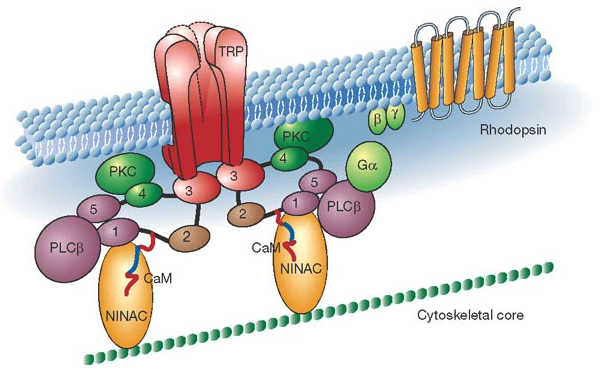 TRP
β γ
Rhodopsin
PKC
4
Gα
PKC
4
3
3
5
5
1
PLCβ
2
2
1
PLCβ
CaM
CaM
NINAC
NINAC
Cytoskeletal core